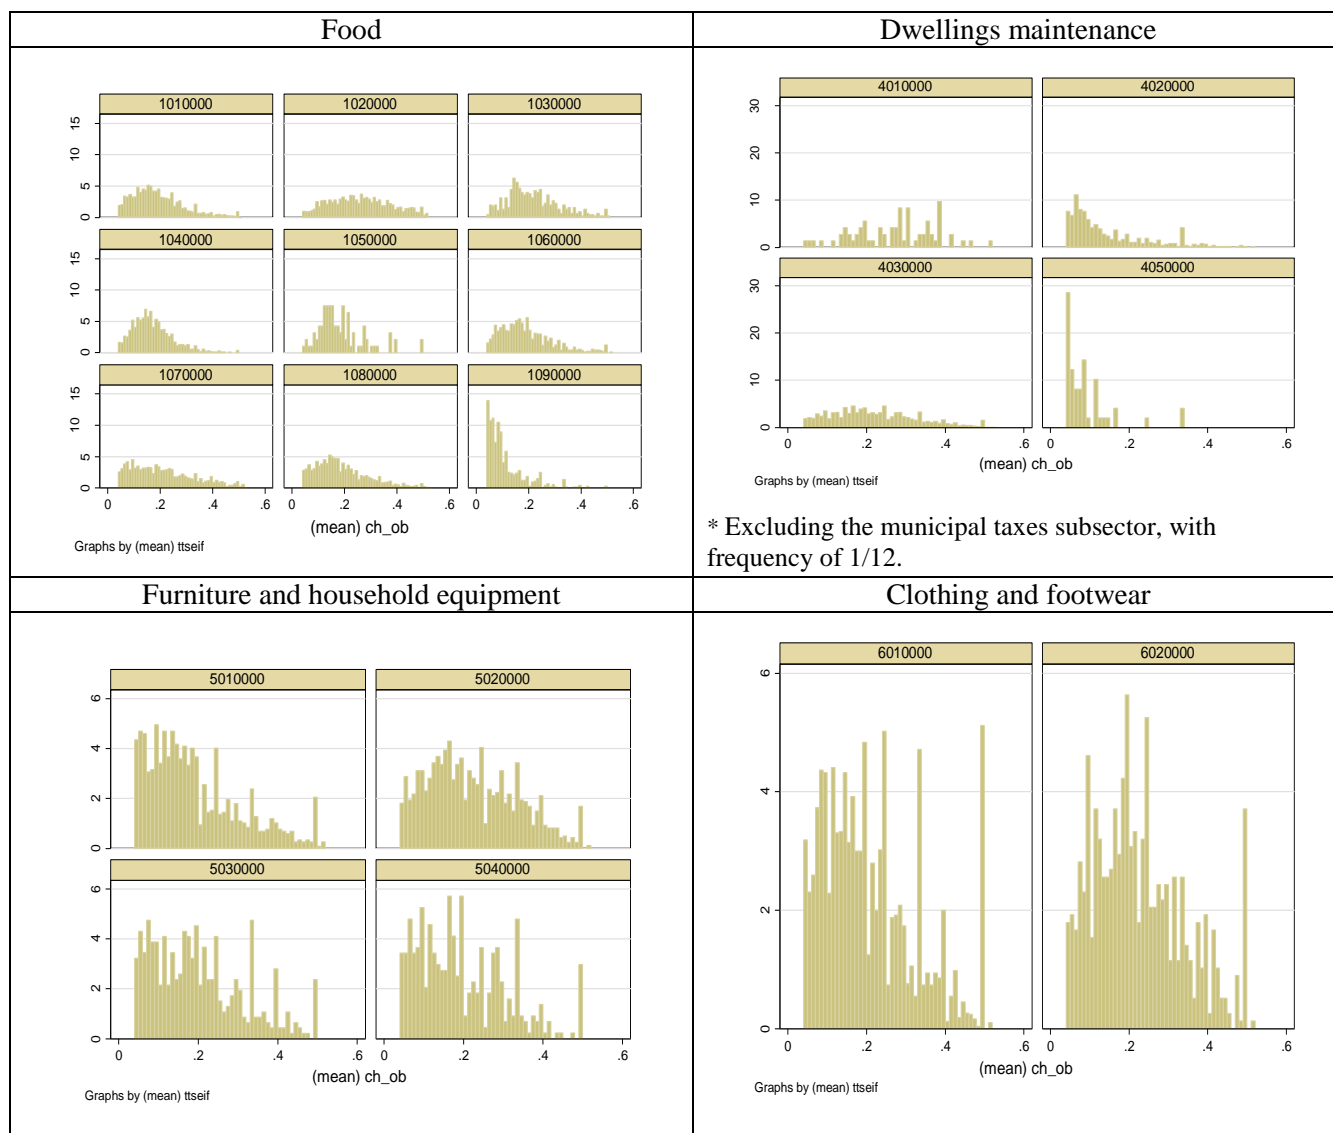 Food
1010000 1020000 1030000
15
10
5
0
1040000 1050000 1060000
15
10
5
0
1070000 1080000 1090000
15
10
5
0
0 .2 .4 .6 0 .2 .4 .6 0 .2 .4 .6
(mean) ch_ob
Graphs by (mean) ttseif
Dwellings maintenance
4010000 4020000
30
20
10
0
4030000 4050000
30
20
10
0
0 .2 .4 .6 0 .2 .4 .6
(mean) ch_ob
Graphs by (mean) ttseif
* Excluding the municipal taxes subsector, with
frequency of 1/12.
Furniture and household equipment
5010000 5020000
6
4
2
0
5030000 5040000
6
4
2
0
0 .2 .4 .6 0 .2 .4 .6
(mean) ch_ob
Graphs by (mean) ttseif
Clothing and footwear
6010000 6020000
6
4
2
0
0 .2 .4 .6 0 .2 .4 .6
(mean) ch_ob
Graphs by (mean) ttseif